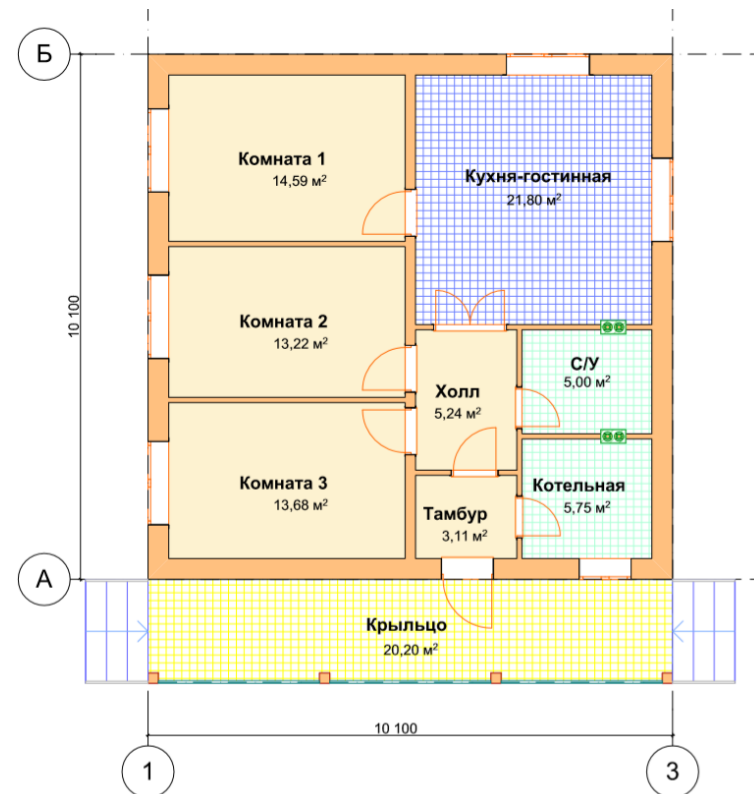 Б
Комната 1
14,59 м²
Кухня-гостинная
21,80 м²
10 100
Комната 2
13,22 м²
С/У
5,00 м²
Холл
5,24 м²
Комната 3
13,68 м²
Котельная
5,75 м²
Тамбур
3,11 м²
А
Крыльцо
20,20 м²
10 100
1
3